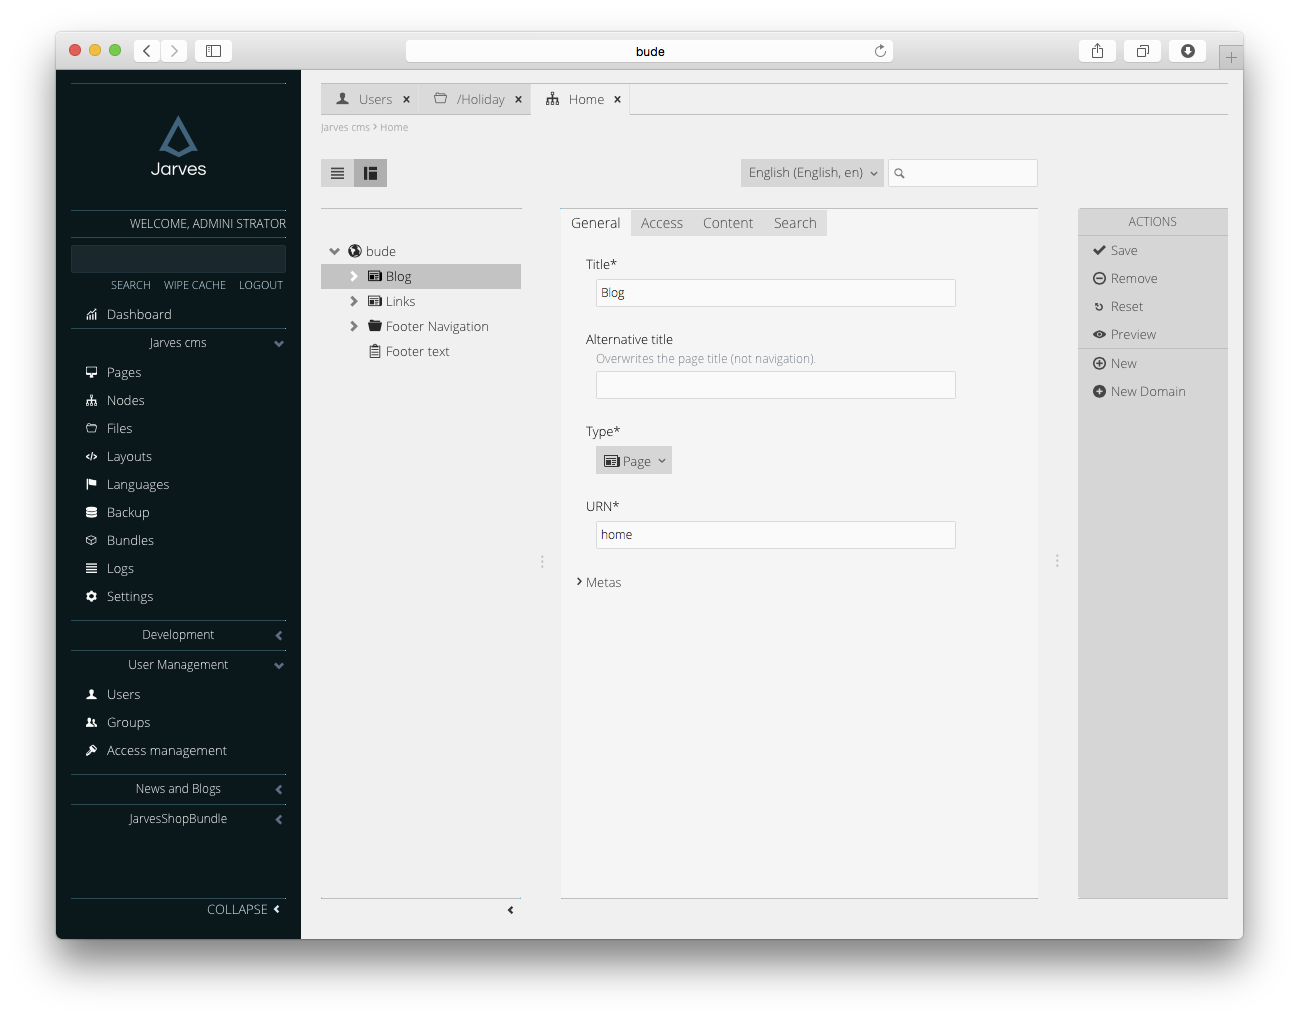 bude
Jarves
WELCOME, ADMINI STRATOR
SEARCH WIPE CACHE LOGOUT
Dashboard
Jarves cms
Pages
Nodes
Files
Layouts
Languages
Backup
Bundles
Logs
Settings
Development
User Management
Users
Groups
Access management
News and Blogs
JarvesShopBundle
COLLAPSE
Users /Holiday Home
Jarves cms > Home
English (English, en)
bude
Blog
Links
Footer Navigation
Footer text
General Access Content Search
Title*
Blog
Alternative title
Overwrites the page title (not navigation).
Type*
Page
URN*
home
Metas
ACTIONS
Save
Remove
Reset
Preview
New
New Domain